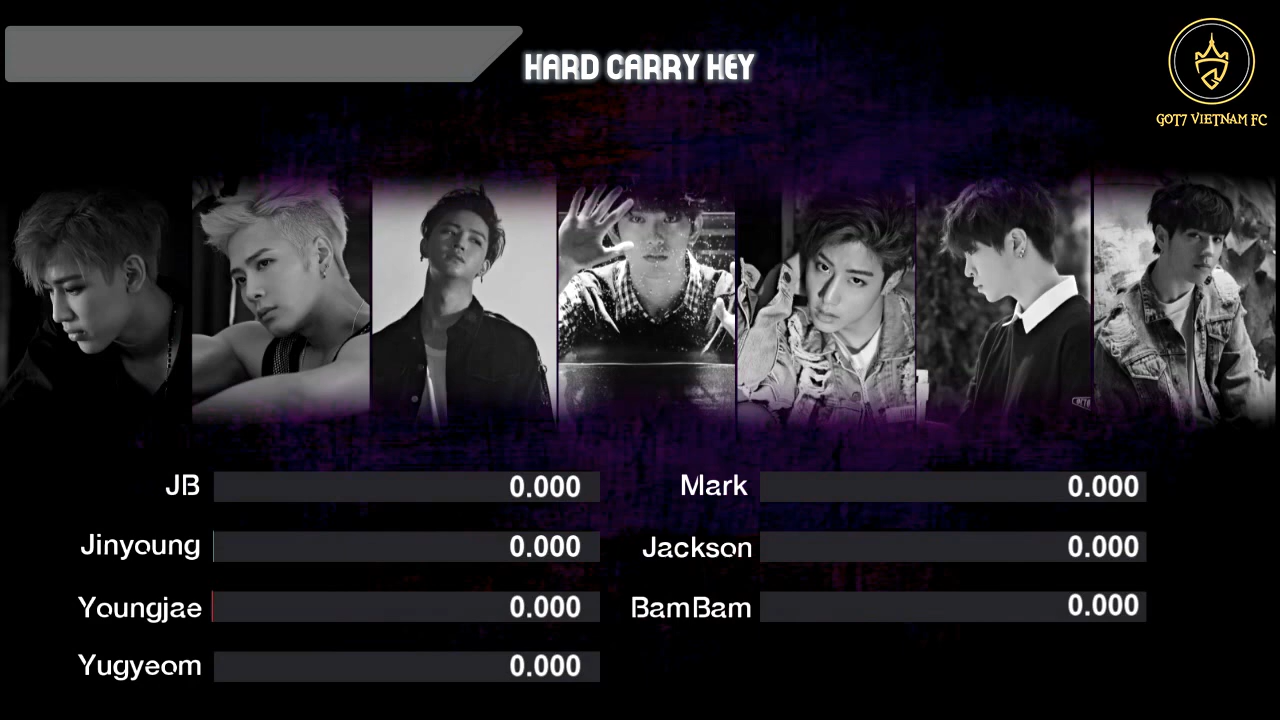 HARD CARRY HEY
GOT7 VIETNAM FC
JB 0.000
Mark 0.000
Jinyoung 0.000
Jackson 0.000
Youngjae 0.000
BamBam 0.000
Yugyeom 0.000